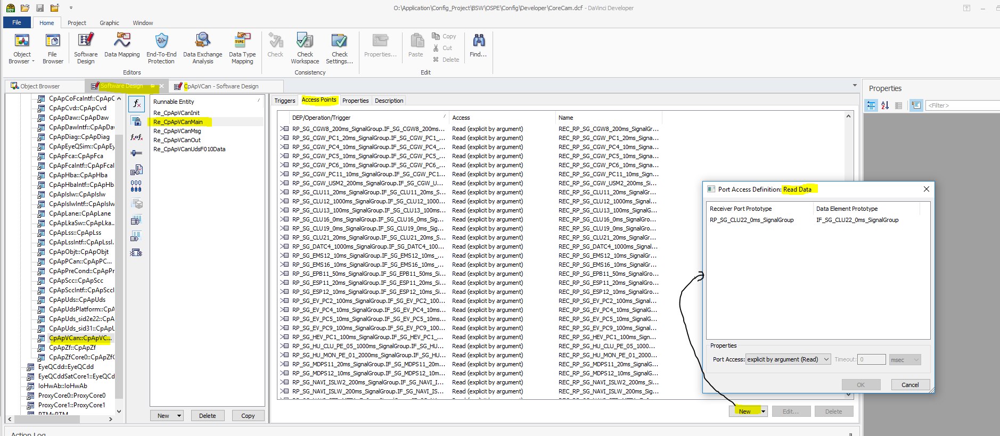 O:\Application\Config_Project\BSW\OSPE\Config\Developer\CoreCam.dcf - DaVinci Developer
File Home Project Graphic Window
Object Browser
File Browser
Software Design
Data Mapping
End-To-End Protection
Data Exchange Analysis
Data Type Mapping
Check
Check Workspace
Check Settings...
Properties...
Paste
Copy
Cut
Delete
Find...
Editors Consistency Edit
Object Browser
Software Design
CpApVCan - Software Design
CpApCoFcaIntf::CpApC
CpApCvd::CpApCvd
CpApDaw::CpApDaw
CpApDawIntf::CpApDa
CpApDiag::CpApDiag
CpApEyeQSim::CpApEy
CpApFca::CpApFca
CpApFcaIntf::CpApFcaI
CpApHba::CpApHba
CpApHbaIntf::CpApHb
CpApIslw::CpApIslw
CpApIslwIntf::CpApIslw
CpApLane::CpApLane
CpApLkaSw::CpApLka...
CpApLss::CpApLss
CpApLssIntf::CpApLssI.
CpApObjt::CpApObjt
CpApPCan::CpApPC...
CpApPreCond::CpApPr
CpApScc::CpApScc
CpApSccIntf::CpApSccI
CpApUds::CpApUds
CpApUdsPlatform::CpA
CpApUds_sid2e22::CpA
CpApUds_sid31::CpApU
CpApVCan::CpApVC...
CpApZf::CpApZf
CpApZfCore0::CpApZfC
EyeQCdd::EyeQCdd
EyeQCddSatCore1::EyeQCd
IoHwAb::IoHwAb
ProxyCore0::ProxyCore0
ProxyCore1::ProxyCore1
RTM::RTM
Runnable Entity
Re_CpApVCanInit
Re_CpApVCanMain
Re_CpApVCanMsg
Re_CpApVCanOut
Re_CpApVCanUdsF010Data
New Delete Copy
Triggers Access Points Properties Description
DEP/Operation/Trigger Access Name
RP_SG_CGW8_200ms_SignalGroup.IF_SG_CGW8_200ms... Read (explicit by argument) REC_RP_SG_CGW8_200ms_SignalGr...
RP_SG_CGW_PC1_20ms_SignalGroup.IF_SG_CGW_PC1_... Read (explicit by argument) REC_RP_SG_CGW_PC1_20ms_Signa...
RP_SG_CGW_PC4_10ms_SignalGroup.IF_SG_CGW_PC4_... Read (explicit by argument) REC_RP_SG_CGW_PC4_10ms_Signa...
RP_SG_CGW_PC5_10ms_SignalGroup.IF_SG_CGW_PC5_... Read (explicit by argument) REC_RP_SG_CGW_PC5_10ms_Signa...
RP_SG_CGW_PC6_10ms_SignalGroup.IF_SG_CGW_PC6_... Read (explicit by argument) REC_RP_SG_CGW_PC6_10ms_Signa...
RP_SG_CGW_PC11_10ms_SignalGroup.IF_SG_CGW_PC1... Read (explicit by argument) REC_RP_SG_CGW_PC11_10ms_Sign...
RP_SG_CGW_USM2_200ms_SignalGroup.IF_SG_CGW_U... Read (explicit by argument) REC_RP_SG_CGW_USM2_200ms_Si...
RP_SG_CLU11_20ms_SignalGroup.IF_SG_CLU11_20ms_S... Read (explicit by argument) REC_RP_SG_CLU11_20ms_SignalGr...
RP_SG_CLU12_1000ms_SignalGroup.IF_SG_CLU12_1000... Read (explicit by argument) REC_RP_SG_CLU12_1000ms_Signal...
RP_SG_CLU13_100ms_SignalGroup.IF_SG_CLU13_100ms... Read (explicit by argument) REC_RP_SG_CLU13_100ms_SignalG...
RP_SG_CLU16_0ms_SignalGroup.IF_SG_CLU16_0ms_Sig... Read (explicit by argument) REC_RP_SG_CLU16_0ms_SignalGro...
RP_SG_CLU19_0ms_SignalGroup.IF_SG_CLU19_0ms_Sig... Read (explicit by argument) REC_RP_SG_CLU19_0ms_SignalGro...
RP_SG_CLU21_20ms_SignalGroup.IF_SG_CLU21_20ms_S... Read (explicit by argument) REC_RP_SG_CLU21_20ms_SignalGr...
RP_SG_DATC4_1000ms_SignalGroup.IF_SG_DATC4_100... Read (explicit by argument) REC_RP_SG_DATC4_1000ms_Signal...
RP_SG_EMS12_10ms_SignalGroup.IF_SG_EMS12_10ms_... Read (explicit by argument) REC_RP_SG_EMS12_10ms_SignalGr...
RP_SG_EMS16_10ms_SignalGroup.IF_SG_EMS16_10ms_... Read (explicit by argument) REC_RP_SG_EMS16_10ms_SignalGr...
RP_SG_EPB11_50ms_SignalGroup.IF_SG_EPB11_50ms_Si... Read (explicit by argument) REC_RP_SG_EPB11_50ms_SignalGro...
RP_SG_ESP11_20ms_SignalGroup.IF_SG_ESP11_20ms_Si... Read (explicit by argument) REC_RP_SG_ESP11_20ms_SignalGro...
RP_SG_ESP12_10ms_SignalGroup.IF_SG_ESP12_10ms_Si... Read (explicit by argument) REC_RP_SG_ESP12_10ms_SignalGro...
RP_SG_EV_PC2_100ms_SignalGroup.IF_SG_EV_PC2_100... Read (explicit by argument) REC_RP_SG_EV_PC2_100ms_Signal...
RP_SG_EV_PC4_10ms_SignalGroup.IF_SG_EV_PC4_10ms... Read (explicit by argument) REC_RP_SG_EV_PC4_10ms_SignalG...
RP_SG_EV_PC5_10ms_SignalGroup.IF_SG_EV_PC5_10ms... Read (explicit by argument) REC_RP_SG_EV_PC5_10ms_SignalG...
RP_SG_EV_PC9_100ms_SignalGroup.IF_SG_EV_PC9_100... Read (explicit by argument) REC_RP_SG_EV_PC9_100ms_Signal...
RP_SG_HEV_PC1_100ms_SignalGroup.IF_SG_HEV_PC1_... Read (explicit by argument) REC_RP_SG_HEV_PC1_100ms_Sign...
RP_SG_HU_CLU_PE_05_1000ms_SignalGroup.IF_SG_HU... Read (explicit by argument) REC_RP_SG_HU_CLU_PE_05_1000...
RP_SG_HU_MON_PE_01_2000ms_SignalGroup.IF_SG_HU... Read (explicit by argument) REC_RP_SG_HU_MON_PE_01_2000...
RP_SG_MDPS11_20ms_SignalGroup.IF_SG_MDPS11_20m... Read (explicit by argument) REC_RP_SG_MDPS11_20ms_SignalG...
RP_SG_MDPS12_10ms_SignalGroup.IF_SG_MDPS12_10m... Read (explicit by argument) REC_RP_SG_MDPS12_10ms_SignalG...
RP_SG_NAVI_ISLW2_200ms_SignalGroup.IF_SG_NAVI_I... Read (explicit by argument) REC_RP_SG_NAVI_ISLW2_200ms_Si...
RP_SG_NAVI_ISLW_200ms_SignalGroup.IF_SG_NAVI_IS... Read (explicit by argument) REC_RP_SG_NAVI_ISLW_200ms_Sig...
New Edit... Delete
Port Access Definition: Read Data
Receiver Port Prototype Data Element Prototype
RP_SG_CLU22_0ms_SignalGroup IF_SG_CLU22_0ms_SignalGroup
Properties
Port Access: explicit by argument (Read) Timeout: 0 msec
OK Cancel
Properties
<Filter>
Action Log